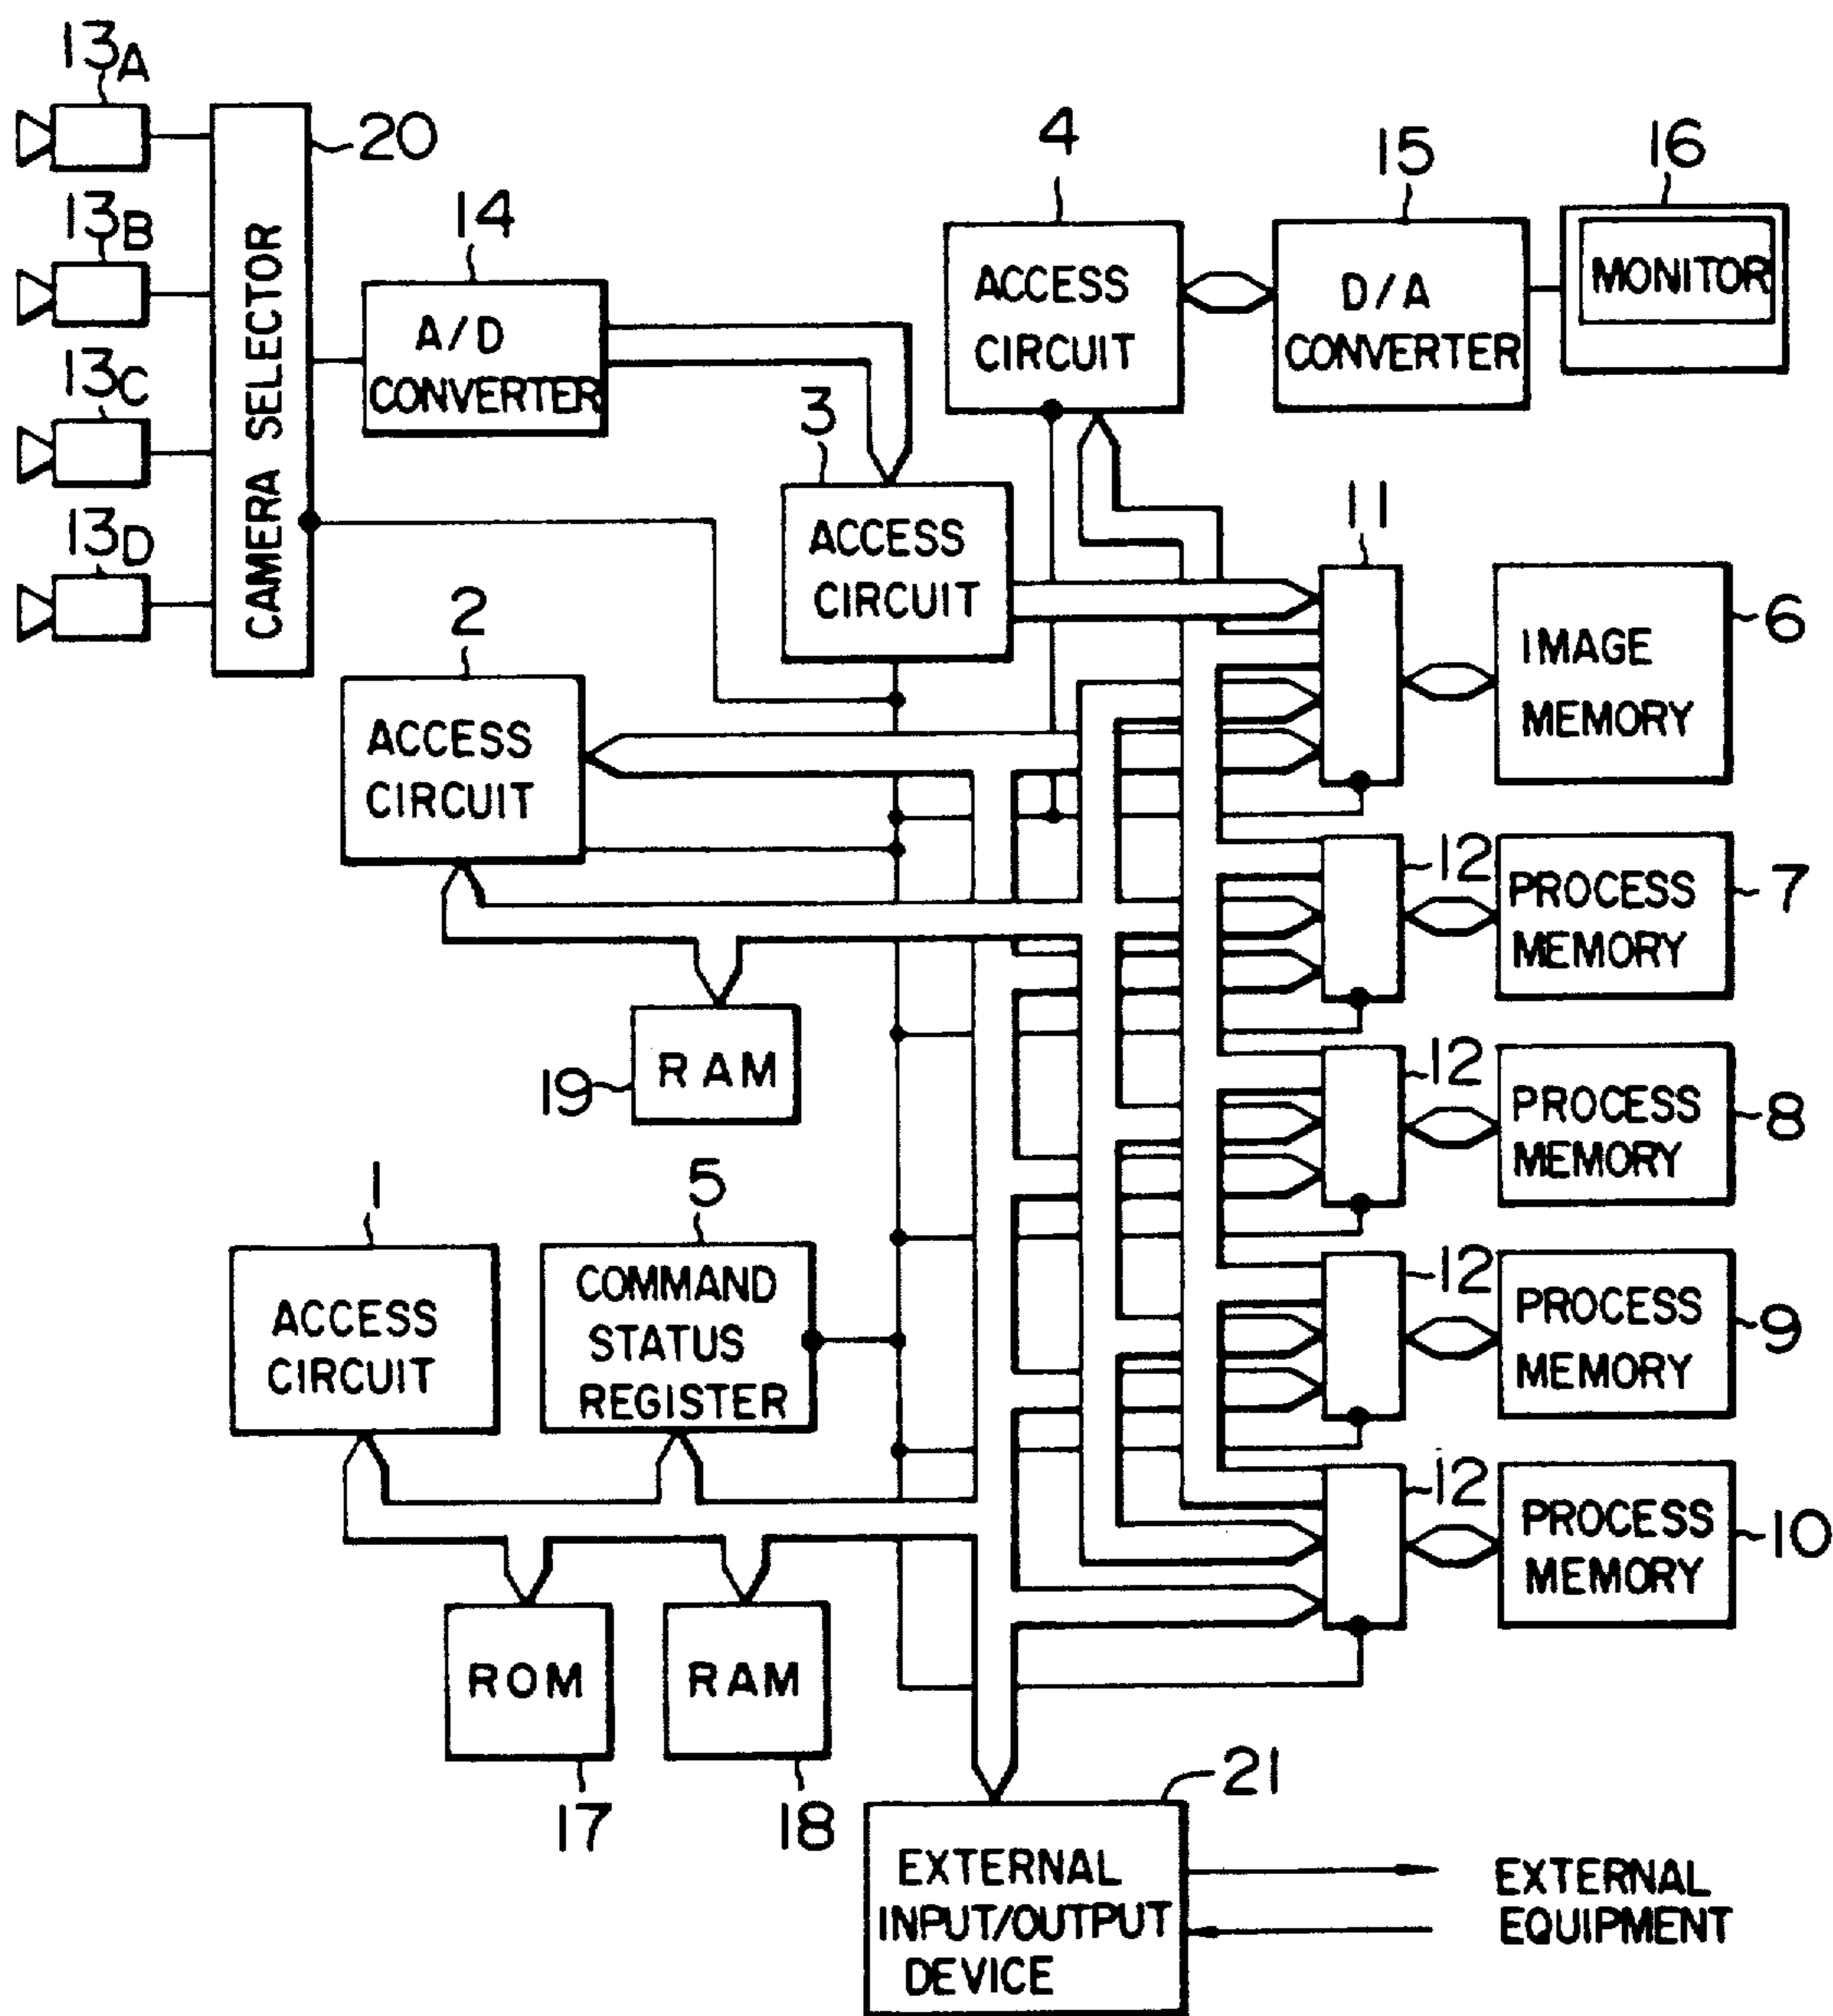 13A
13B
13C
13D
20
CAMERA SELECTOR
14
A/D
CONVERTER
4
ACCESS
CIRCUIT
15
D/A
CONVERTER
16
MONITOR
3
ACCESS
CIRCUIT
2
ACCESS
CIRCUIT
11
6
IMAGE
MEMORY
12
7
PROCESS
MEMORY
19
RAM
12
8
PROCESS
MEMORY
1
ACCESS
CIRCUIT
5
COMMAND
STATUS
REGISTER
12
9
PROCESS
MEMORY
12
10
PROCESS
MEMORY
ROM
17
RAM
18
21
EXTERNAL
INPUT/OUTPUT
DEVICE
EXTERNAL
EQUIPMENT